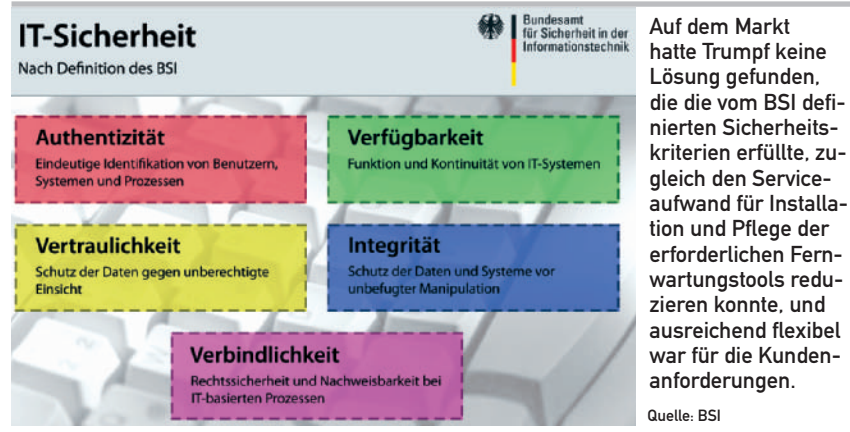 IT-Sicherheit
Nach Definition des BSI
Bundesamt
für Sicherheit in der
Informationstechnik
Authentizität
Eindeutige Identifikation von Benutzern,
Systemen und Prozessen
Verfügbarkeit
Funktion und Kontinuität von IT-Systemen
Vertraulichkeit
Schutz der Daten gegen unberechtigte
Einsicht
Integrität
Schutz der Daten und Systeme vor
unbefugter Manipulation
Verbindlichkeit
Rechtssicherheit und Nachweisbarkeit bei
IT-basierten Prozessen
Auf dem Markt
hatte Trumpf keine
Lösung gefunden,
die die vom BSI defi-
nierten Sicherheits-
kriterien erfüllte, zu-
gleich den Service-
aufwand für Installa-
tion und Pflege der
erforderlichen Fern-
wartungstools redu-
zieren konnte, und
ausreichend flexibel
war für die Kunden-
anforderungen.
Quelle: BSI